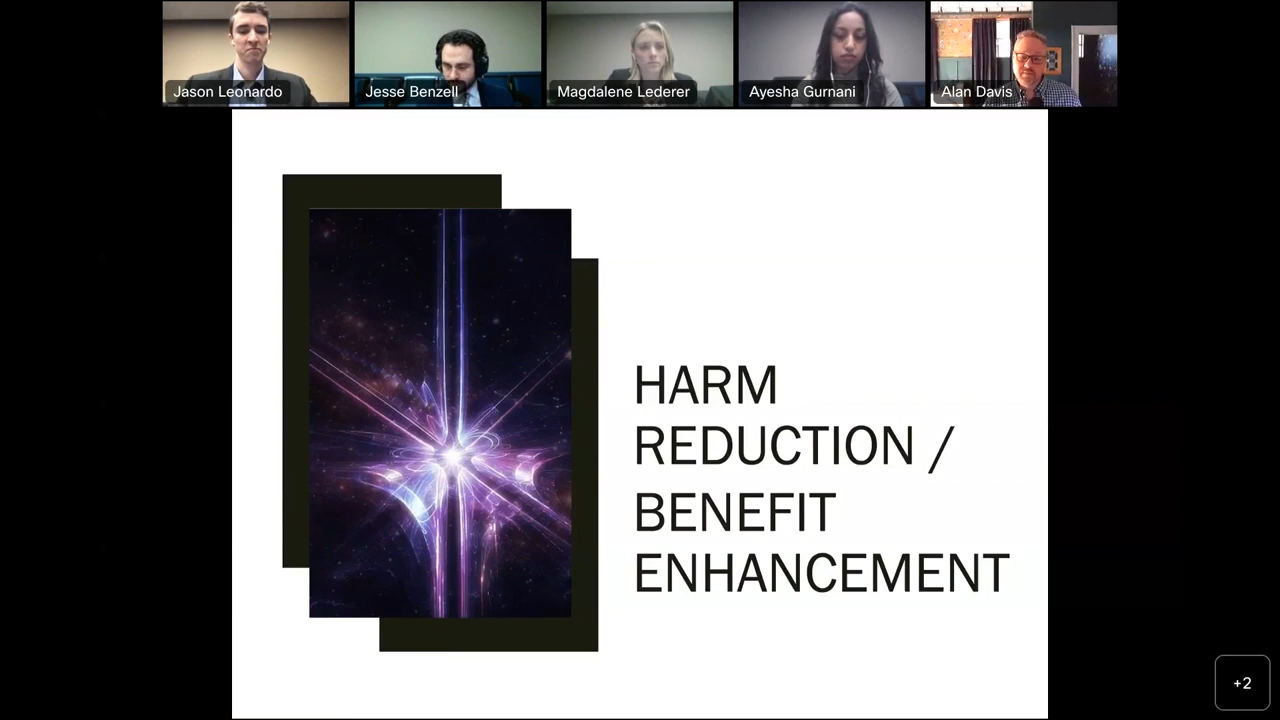 Jason Leonardo
Jesse Benzell
Magdalene Lederer
Ayesha Gurnani
Alan Davis
HARM
REDUCTION /
BENEFIT
ENHANCEMENT
+2